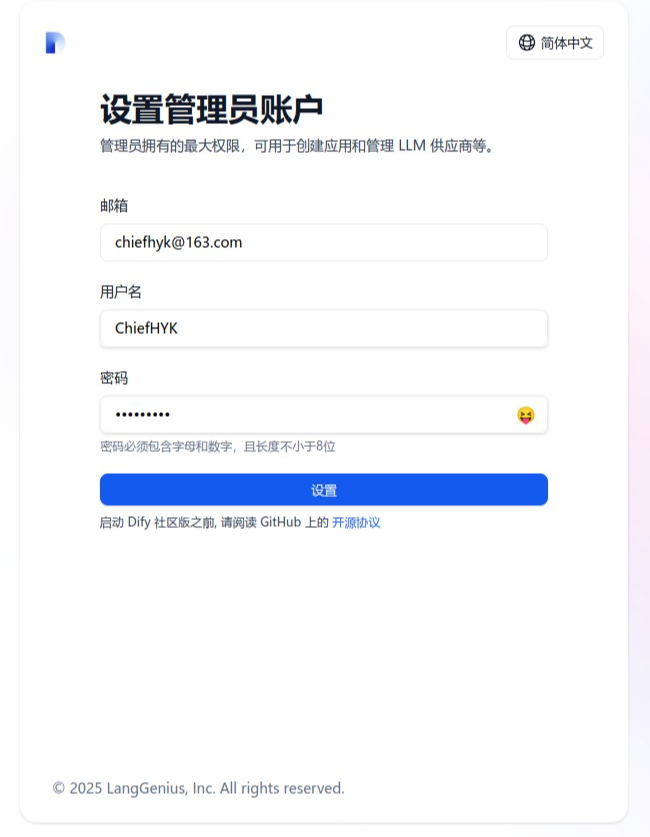 简体中文
设置管理员账户
管理员拥有的最大权限，可用于创建应用和管理 LLM 供应商等。
邮箱
chiefhyk@163.com
用户名
ChiefHYK
密码
•••••••••
密码必须包含字母和数字，且长度不小于8位
设置
启动 Dify 社区版之前, 请阅读 GitHub 上的 开源协议
© 2025 LangGenius, Inc. All rights reserved.